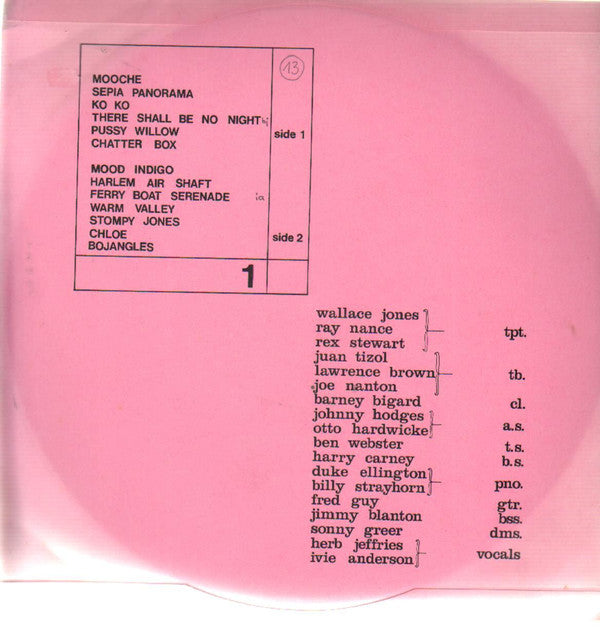 13
MOOCHE
SEPIA PANORAMA
KO KO
THERE SHALL BE NO NIGHT
PUSSY WILLOW side 1
CHATTER BOX
MOOD INDIGO
HARLEM AIR SHAFT
FERRY BOAT SERENADE
WARM VALLEY
STOMPY JONES
CHLOE side 2
BOJANGLES
1
wallace jones
ray nance tpt.
rex stewart
juan tizol
lawrence brown tb.
joe nanton
barney bigard cl.
johnny hodges
otto hardwicke a.s.
ben webster t.s.
harry carney b.s.
duke ellington
billy strayhorn pno.
fred guy gtr.
jimmy blanton bss.
sonny greer dms.
herb jeffries
ivie anderson vocals